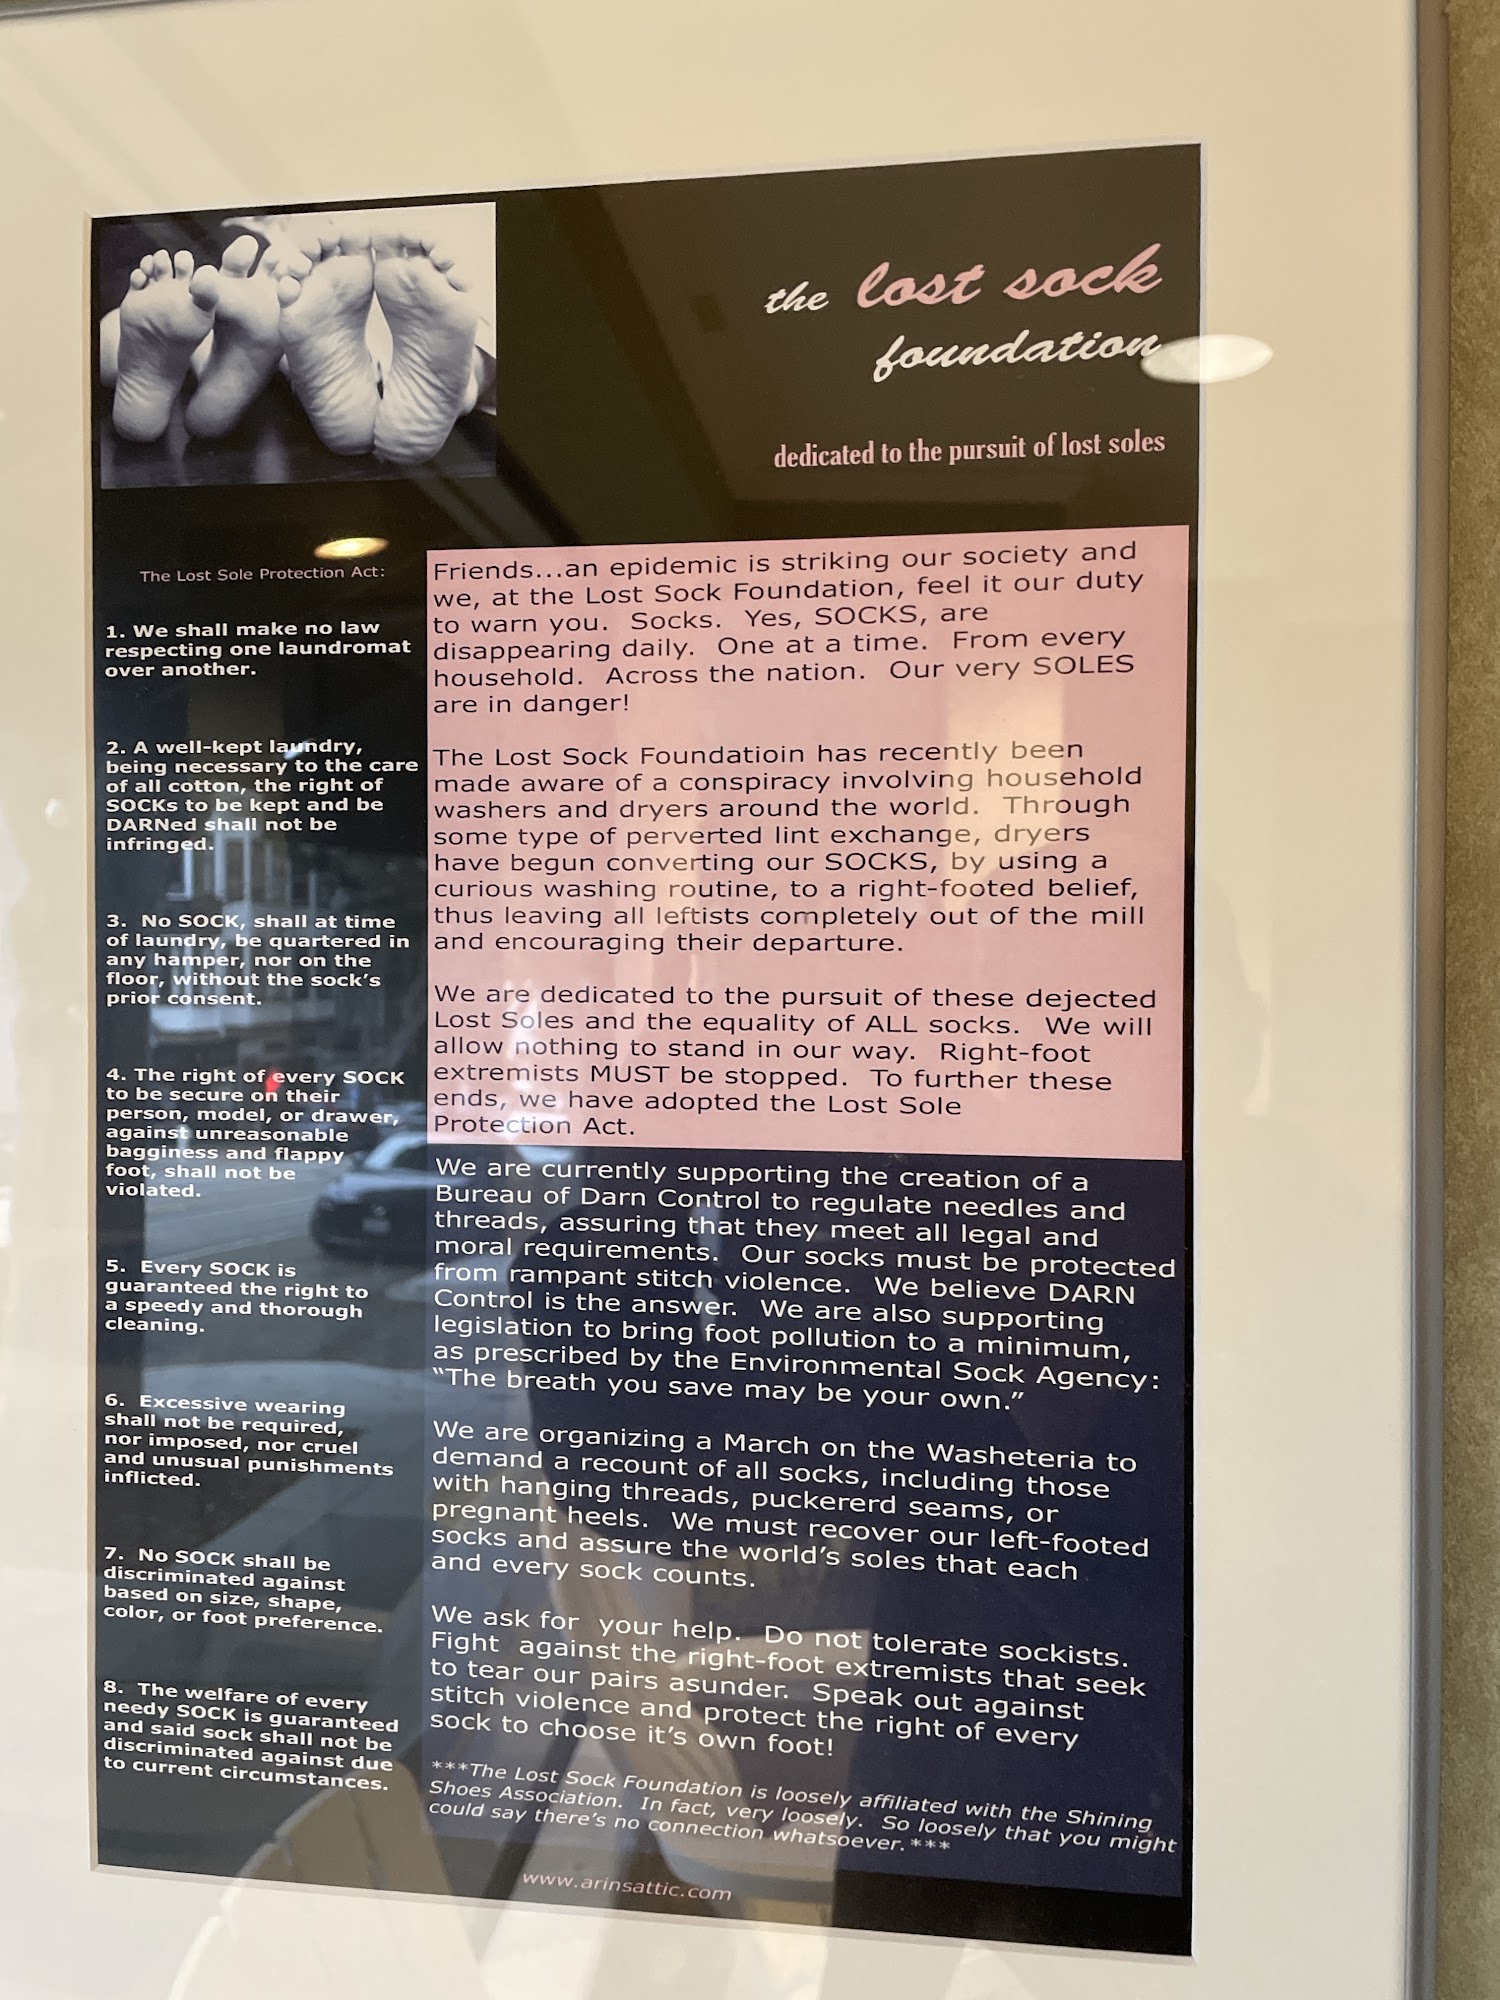 the lost sock
foundation
dedicated to the pursuit of lost soles
The Lost Sole Protection Act:
1. We shall make no law
respecting one laundromat
over another.
2. A well-kept laundry,
being necessary to the care
of all cotton, the right of
SOCKs to be kept and be
DARNed shall not be
infringed.
3.  No SOCK, shall at time
of laundry, be quartered in
any hamper, nor on the
floor, without the sock's
prior consent.
4. The right of every SOCK
to be secure on their
person, model, or drawer,
against unreasonable
bagginess and flappy
foot, shall not be
violated.
5.  Every SOCK is
guaranteed the right to
a speedy and thorough
cleaning.
6.  Excessive wearing
shall not be required,
nor imposed, nor cruel
and unusual punishments
inflicted.
7.  No SOCK shall be
discriminated against
based on size, shape,
color, or foot preference.
8.  The welfare of every
needy SOCK is guaranteed
and said sock shall not be
discriminated against due
to current circumstances.
Friends...an epidemic is striking our society and
we, at the Lost Sock Foundation, feel it our duty
to warn you.  Socks.  Yes, SOCKS, are
disappearing daily.  One at a time.  From every
household.  Across the nation.  Our very SOLES
are in danger!
The Lost Sock Foundatioin has recently been
made aware of a conspiracy involving household
washers and dryers around the world.  Through
some type of perverted lint exchange, dryers
have begun converting our SOCKS, by using a
curious washing routine, to a right-footed belief,
thus leaving all leftists completely out of the mill
and encouraging their departure.
We are dedicated to the pursuit of these dejected
Lost Soles and the equality of ALL socks.  We will
allow nothing to stand in our way.  Right-foot
extremists MUST be stopped.  To further these
ends, we have adopted the Lost Sole
Protection Act.
We are currently supporting the creation of a
Bureau of Darn Control to regulate needles and
threads, assuring that they meet all legal and
moral requirements.  Our socks must be protected
from rampant stitch violence.  We believe DARN
Control is the answer.  We are also supporting
legislation to bring foot pollution to a minimum,
as prescribed by the Environmental Sock Agency:
"The breath you save may be your own."
We are organizing a March on the Washeteria to
demand a recount of all socks, including those
with hanging threads, puckererd seams, or
pregnant heels.  We must recover our left-footed
socks and assure the world's soles that each
and every sock counts.
We ask for  your help.  Do not tolerate sockists.
Fight  against the right-foot extremists that seek
to tear our pairs asunder.  Speak out against
stitch violence and protect the right of every
sock to choose it's own foot!
***The Lost Sock Foundation is loosely affiliated with the Shining
Shoes Association.  In fact, very loosely.  So loosely that you might
could say there's no connection whatsoever.***
www.arinsattic.com